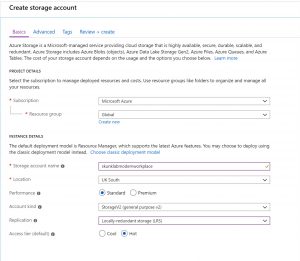 Create storage account
Basics Advanced Tags Review + create
Azure Storage is a Microsoft-managed service providing cloud storage that is highly available, secure, durable, scalable, and
redundant. Azure Storage includes Azure Blobs (objects), Azure Data Lake Storage Gen2, Azure Files, Azure Queues, and Azure
Tables. The cost of your storage account depends on the usage and the options you choose below. Learn more
PROJECT DETAILS
Select the subscription to manage deployed resources and costs. Use resource groups like folders to organize and manage all
your resources.
* Subscription Microsoft Azure
* Resource group Global
Create new
INSTANCE DETAILS
The default deployment model is Resource Manager, which supports the latest Azure features. You may choose to deploy using
the classic deployment model instead. Choose classic deployment model
* Storage account name
* Location UK South
Performance Standard Premium
Account kind StorageV2 (general purpose v2)
Replication Locally-redundant storage (LRS)
Access tier (default) Cool Hot